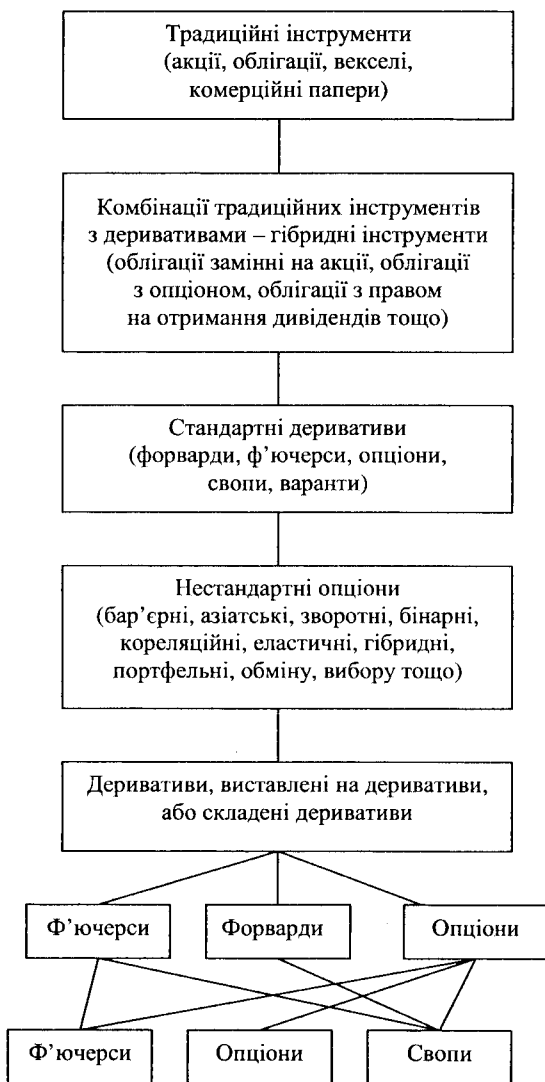 Традиційні інструменти
(акції, облігації, векселі,
комерційні папери)
Комбінації традиційних інструментів
з деривативами – гібридні інструменти
(облігації замінні на акції, облігації
з опціоном, облігації з правом
на отримання дивідендів тощо)
Стандартні деривативи
(форварди, ф’ючерси, опціони,
свопи, варанти)
Нестандартні опціони
(бар’єрні, азіатські, зворотні, бінарні,
кореляційні, еластичні, гібридні,
портфельні, обміну, вибору тощо)
Деривативи, виставлені на деривативи,
або складені деривативи
Ф’ючерси
Форварди
Опціони
Ф’ючерси
Опціони
Свопи